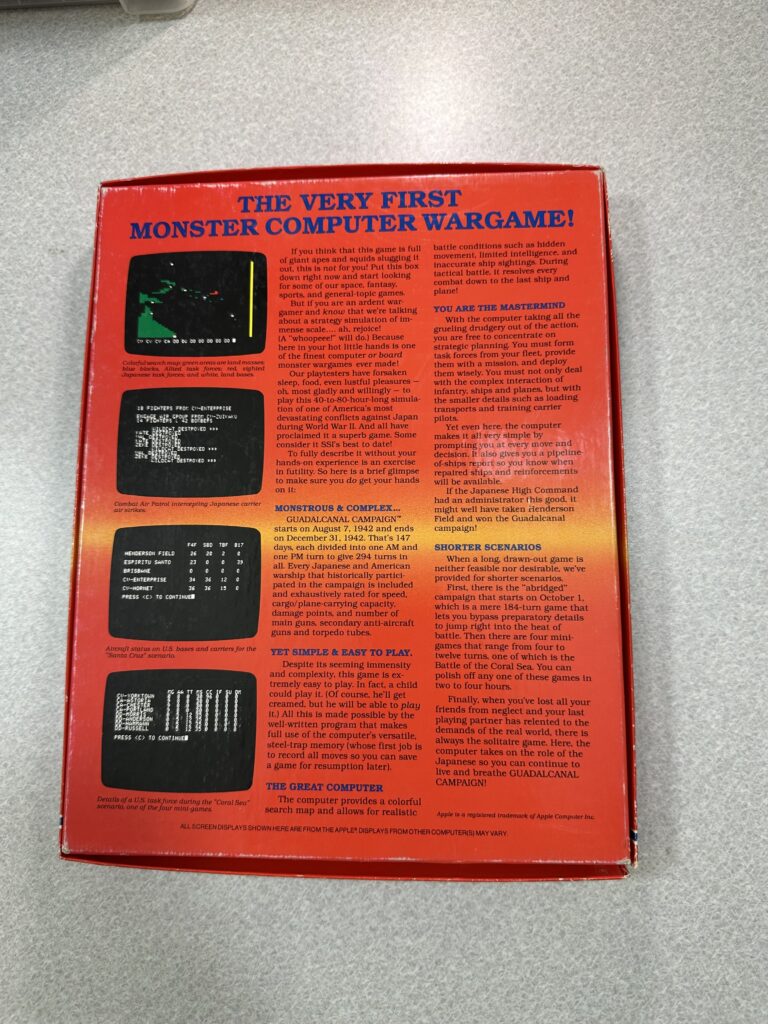 THE VERY FIRST
MONSTER COMPUTER WARGAME!
Colorful search map; green areas are land masses;
blue blocks, Allied task forces; red, sighted
Japanese task forces; and, white, land bases.
18 FIGHTERS FROM CV-ENTERPRISE
ENGAGE AIR GROUP FROM CV-ZUIKAKU
Combat Air Patrol intercepting Japanese carrier
air strikes.
F4F SBD TBF B17
HENDERSON FIELD 26 20 2 0
ESPIRITU SANTO 23 0 0 39
BRISBANE 0 0 0 0
CV-ENTERPRISE 34 36 12 0
CV-HORNET 36 36 15 0
PRESS <C> TO CONTINUE
Aircraft status on U.S. bases and carriers for the
"Santa Cruz" scenario.
CV-YORKTOWN
DD-RUSSELL
PRESS <C> TO CONTINUE
Details of a U.S. task force during the "Coral Sea"
scenario, one of the four mini-games.
If you think that this game is full
of giant apes and squids slugging it
out, this is not for you! Put this box
down right now and start looking
for some of our space, fantasy,
sports, and general-topic games.
But if you are an ardent war-
gamer and know that we're talking
about a strategy simulation of im-
mense scale.... ah, rejoice!
(A "whoopeee!" will do.) Because
here in your hot little hands is one
of the finest computer or board
monster wargames ever made!
Our playtesters have forsaken
sleep, food, even lustful pleasures —
oh, most gladly and willingly — to
play this 40-to-80-hour-long simula-
tion of one of America's most
devastating conflicts against Japan
during World War II. And all have
proclaimed it a superb game. Some
consider it SSI's best to date!
To fully describe it without your
hands-on experience is an exercise
in futility. So here is a brief glimpse
to make sure you do get your hands
on it:
MONSTROUS & COMPLEX...
GUADALCANAL CAMPAIGN™
starts on August 7, 1942 and ends
on December 31, 1942. That's 147
days, each divided into one AM and
one PM turn to give 294 turns in
all. Every Japanese and American
warship that historically partici-
pated in the campaign is included
and exhaustively rated for speed,
cargo/plane-carrying capacity,
damage points, and number of
main guns, secondary anti-aircraft
guns and torpedo tubes.
YET SIMPLE & EASY TO PLAY.
Despite its seeming immensity
and complexity, this game is ex-
tremely easy to play. In fact, a child
could play it. (Of course, he'll get
creamed, but he will be able to play
it.) All this is made possible by the
well-written program that makes
full use of the computer's versatile,
steel-trap memory (whose first job is
to record all moves so you can save
a game for resumption later).
THE GREAT COMPUTER
The computer provides a colorful
search map and allows for realistic
battle conditions such as hidden
movement, limited intelligence, and
inaccurate ship sightings. During
tactical battle, it resolves every
combat down to the last ship and
plane!
YOU ARE THE MASTERMIND
With the computer taking all the
grueling drudgery out of the action,
you are free to concentrate on
strategic planning. You must form
task forces from your fleet, provide
them with a mission, and deploy
them wisely. You must not only deal
with the complex interaction of
infantry, ships and planes, but with
the smaller details such as loading
transports and training carrier
pilots.
Yet even here, the computer
makes it all very simple by
prompting you at every move and
decision. It also gives you a pipeline-
of-ships report so you know when
repaired ships and reinforcements
will be available.
If the Japanese High Command
had an administrator this good, it
might well have taken Henderson
Field and won the Guadalcanal
campaign!
SHORTER SCENARIOS
When a long, drawn-out game is
neither feasible nor desirable, we've
provided for shorter scenarios.
First, there is the "abridged"
campaign that starts on October 1,
which is a mere 184-turn game that
lets you bypass preparatory details
to jump right into the heat of
battle. Then there are four mini-
games that range from four to
twelve turns, one of which is the
Battle of the Coral Sea. You can
polish off any one of these games in
two to four hours.
Finally, when you've lost all your
friends from neglect and your last
playing partner has relented to the
demands of the real world, there is
always the solitaire game. Here, the
computer takes on the role of the
Japanese so you can continue to
live and breathe GUADALCANAL
CAMPAIGN!
Apple is a registered trademark of Apple Computer Inc.
ALL SCREEN DISPLAYS SHOWN HERE ARE FROM THE APPLE® DISPLAYS FROM OTHER COMPUTER(S) MAY VARY.